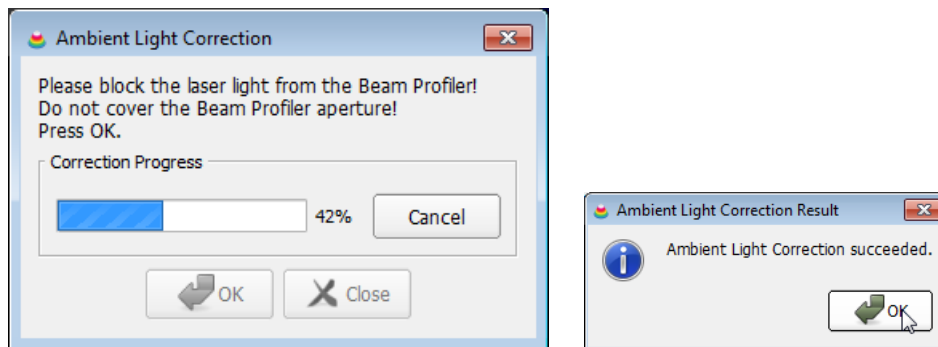 Ambient Light Correction
Please block the laser light from the Beam Profiler!
Do not cover the Beam Profiler aperture!
Press OK.
Correction Progress
42%
Cancel
OK
Close
Ambient Light Correction Result
Ambient Light Correction succeeded.
OK